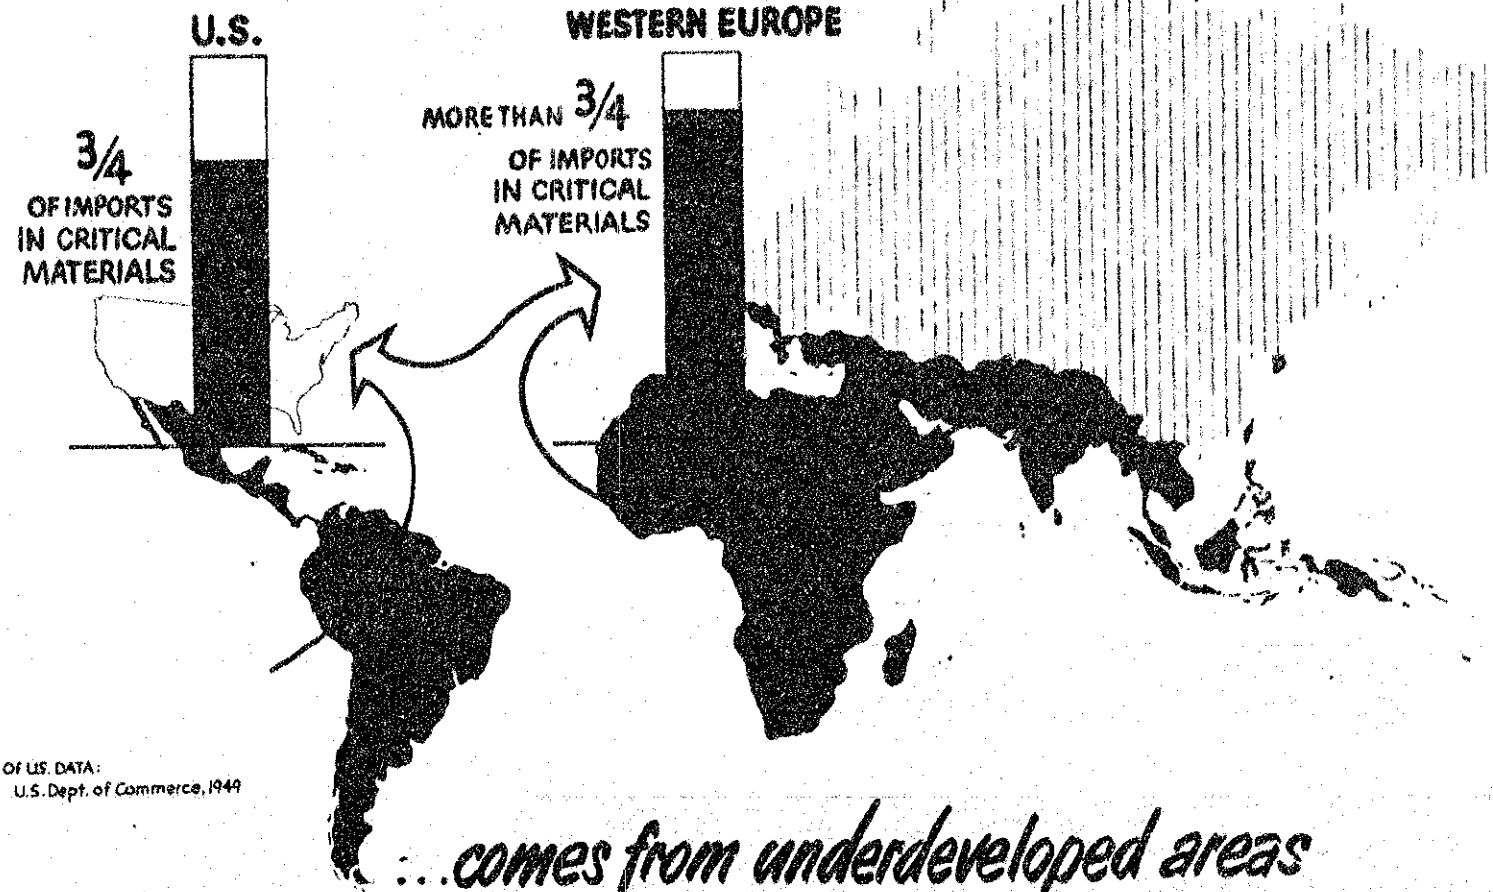 U.S.
3/4
OF IMPORTS
IN CRITICAL
MATERIALS
WESTERN EUROPE
MORE THAN 3/4
OF IMPORTS
IN CRITICAL
MATERIALS
OF U.S. DATA:
U.S. Dept. of Commerce, 1949
...comes from underdeveloped areas